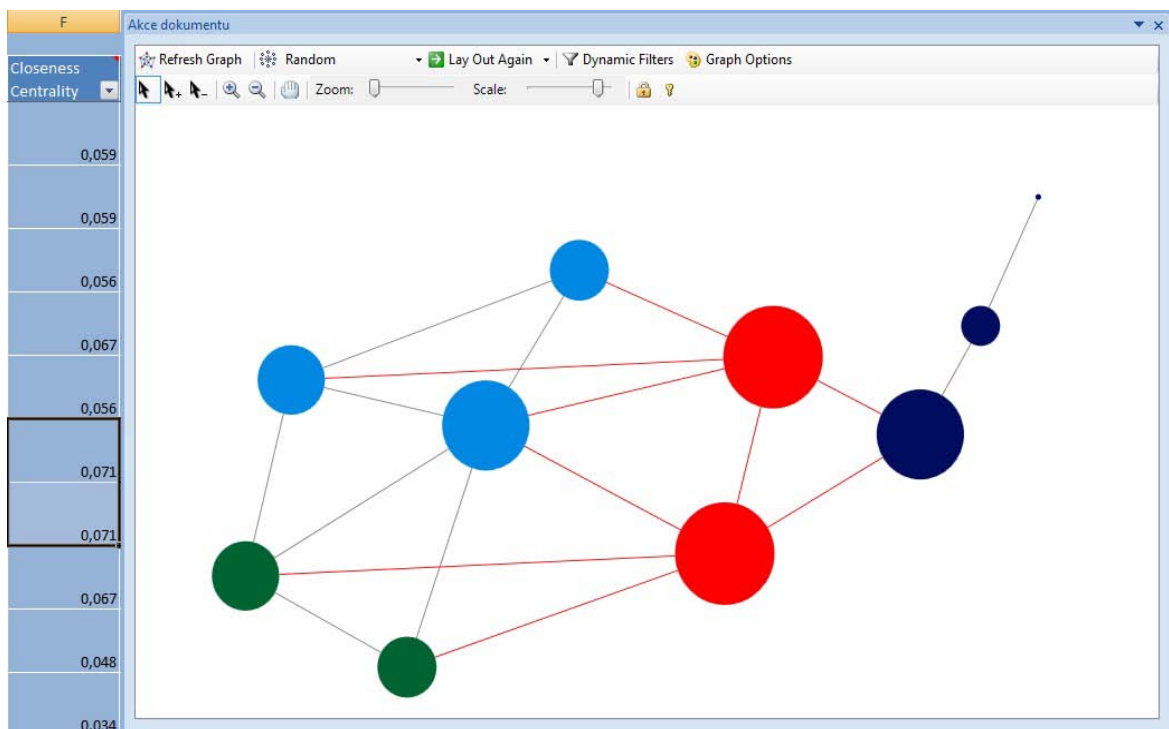 F
Akce dokumentu
Closeness
Centrality
Refresh Graph Random Lay Out Again Dynamic Filters Graph Options
Zoom: Scale:
0,059
0,059
0,056
0,067
0,056
0,071
0,071
0,067
0,048
0,034